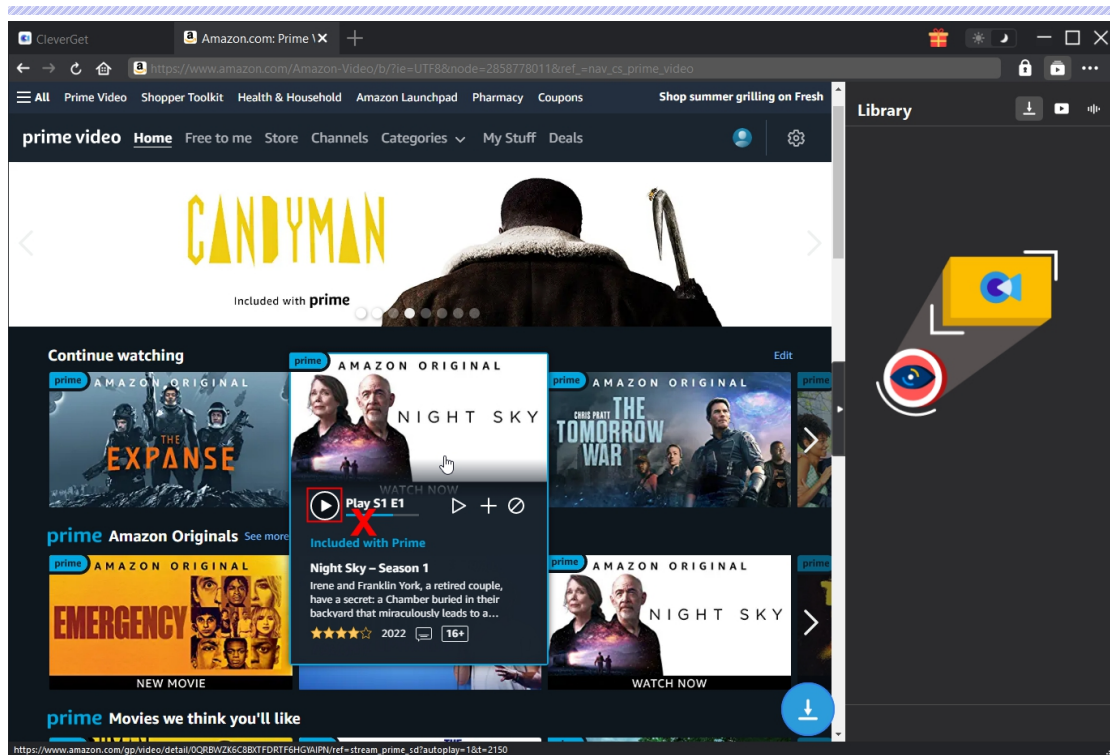 CleverGet
Amazon.com: Prime V
https://www.amazon.com/Amazon-Video/b/?ie=UTF8&node=2858778011&ref_=nav_cs_prime_video
All Prime Video Shopper Toolkit Health & Household Amazon Launchpad Pharmacy Coupons Shop summer grilling on Fresh
Library
prime video Home Free to me Store Channels Categories My Stuff Deals
CANDYMAN
Included with prime
Continue watching
Edit
prime AMAZON ORIGINAL
THE
EXPANSE
prime AMAZON ORIGINAL
NIGHT SKY
WATCH NOW
Play S1 E1
X
Included with Prime
Night Sky – Season 1
Irene and Franklin York, a retired couple,
have a secret: a Chamber buried in their
backyard that miraculously leads to a...
2022 16+
prime AMAZON ORIGINAL
CHRIS PRATT THE
TOMORROW
WAR
prime
prime Amazon Originals See more
prime AMAZON ORIGINAL
EMERGENCY
NEW MOVIE
prime AMAZON ORIGINAL
NIGHT SKY
WATCH NOW
prime
prime Movies we think you'll like
https://www.amazon.com/gp/video/detail/0QRBWZK6C8BXTFDRTF6HGYAIPN/ref=stream_prime_sd?autoplay=1&t=2150